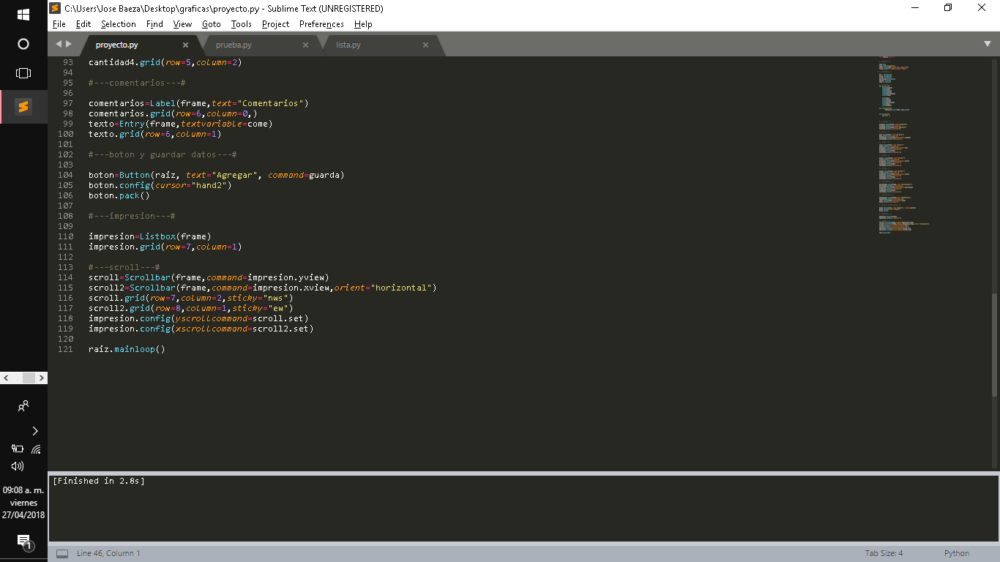 C:\Users\Jose Baeza\Desktop\graficas\proyecto.py - Sublime Text (UNREGISTERED)
File Edit Selection Find View Goto Tools Project Preferences Help
proyecto.py prueba.py lista.py
93 cantidad4.grid(row=5,column=2)
94
95 #---comentarios---#
96
97 comentarios=Label(frame,text="Comentarios")
98 comentarios.grid(row=6,column=0,)
99 texto=Entry(frame,textvariable=come)
100 texto.grid(row=6,column=1)
101
102 #---boton y guardar datos---#
103
104 boton=Button(raiz, text="Agregar", command=guarda)
105 boton.config(cursor="hand2")
106 boton.pack()
107
108 #---impresion---#
109
110 impresion=Listbox(frame)
111 impresion.grid(row=7,column=1)
112
113 #---scroll---#
114 scroll=Scrollbar(frame,command=impresion.yview)
115 scroll2=Scrollbar(frame,command=impresion.xview,orient="horizontal")
116 scroll.grid(row=7,column=2,sticky="nws")
117 scroll2.grid(row=8,column=1,sticky="ew")
118 impresion.config(yscrollcommand=scroll.set)
119 impresion.config(xscrollcommand=scroll2.set)
120
121 raiz.mainloop()
[Finished in 2.8s]
09:08 a. m.
viernes
27/04/2018
1
Line 46, Column 1 Tab Size: 4 Python